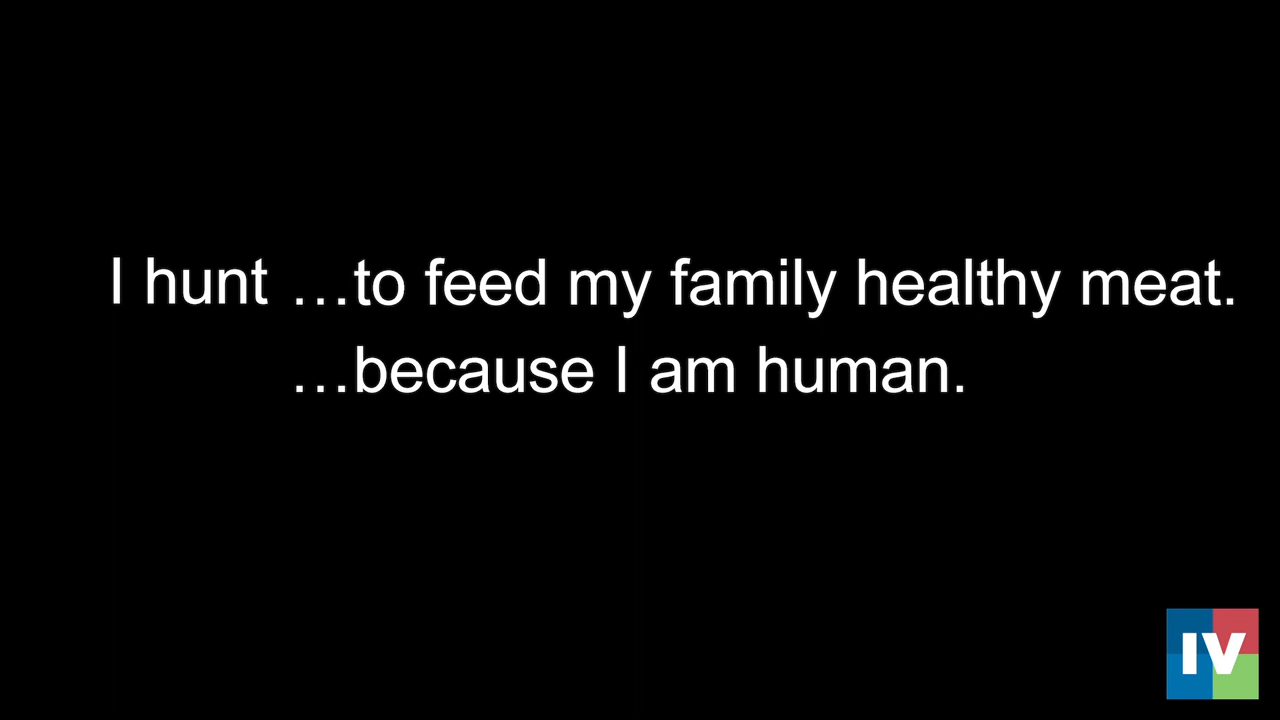 I hunt …to feed my family healthy meat.
…because I am human.
IV